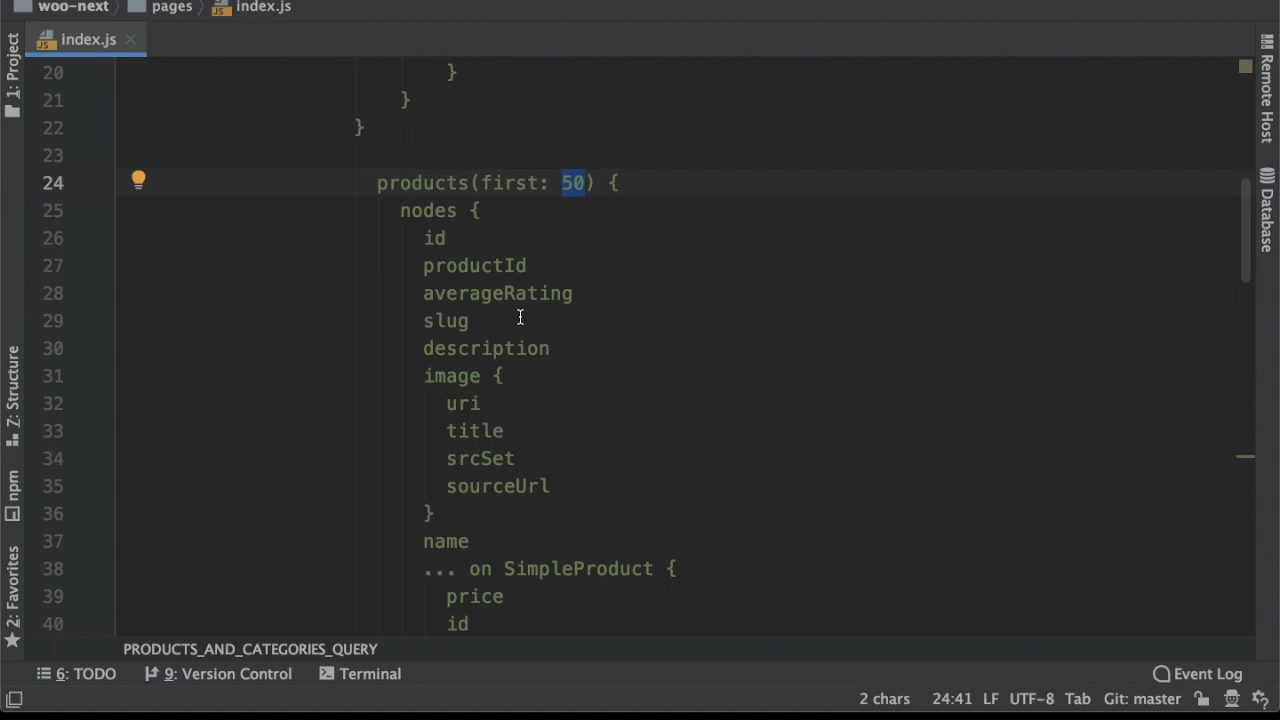 woo-next pages index.js
index.js
1: Project
Z: Structure
npm
2: Favorites
Remote Host
Database
20 }
21 }
22 }
23
24 products(first: 50) {
25 nodes {
26 id
27 productId
28 averageRating
29 slug
30 description
31 image {
32 uri
33 title
34 srcSet
35 sourceUrl
36 }
37 name
38 ... on SimpleProduct {
39 price
40 id
PRODUCTS_AND_CATEGORIES_QUERY
6: TODO 9: Version Control Terminal Event Log
2 chars 24:41 LF UTF-8 Tab Git: master